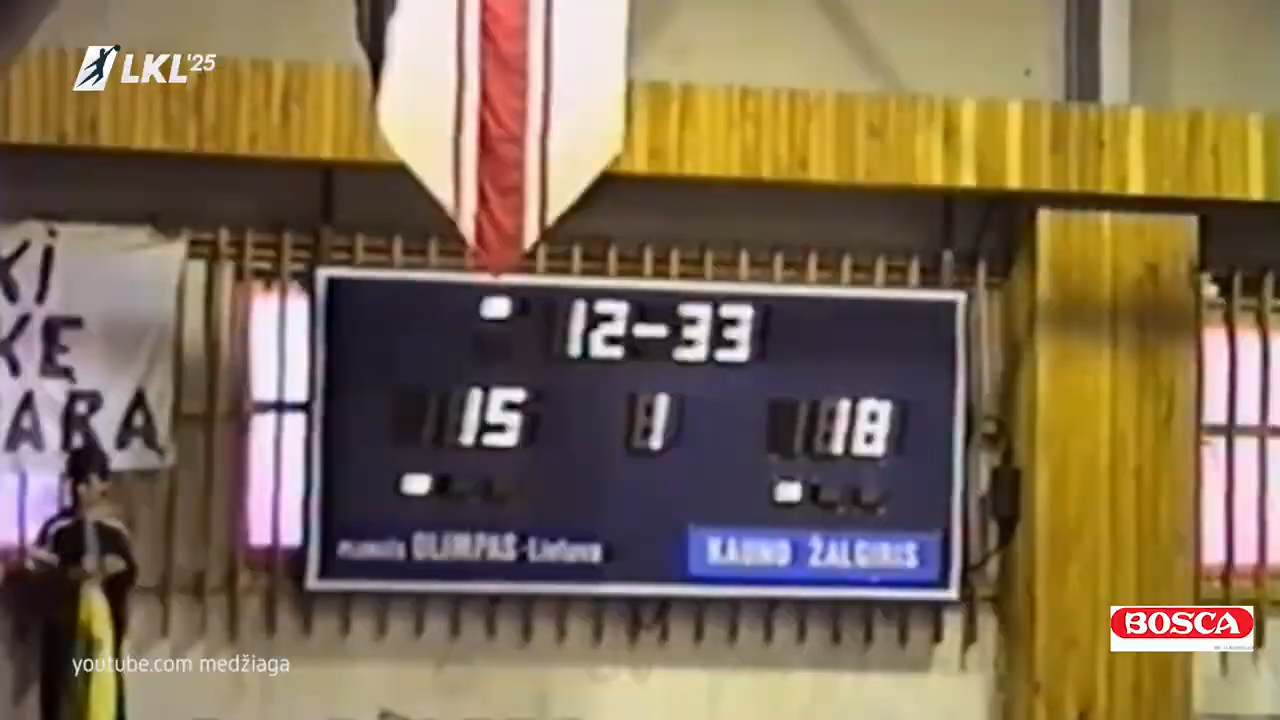 LKL'25
KI
KE
ARA
12-33
15 1 18
OLIMPAS-Lietuva
KAUNO ŽALGIRIS
BOSCA
youtube.com medžiaga